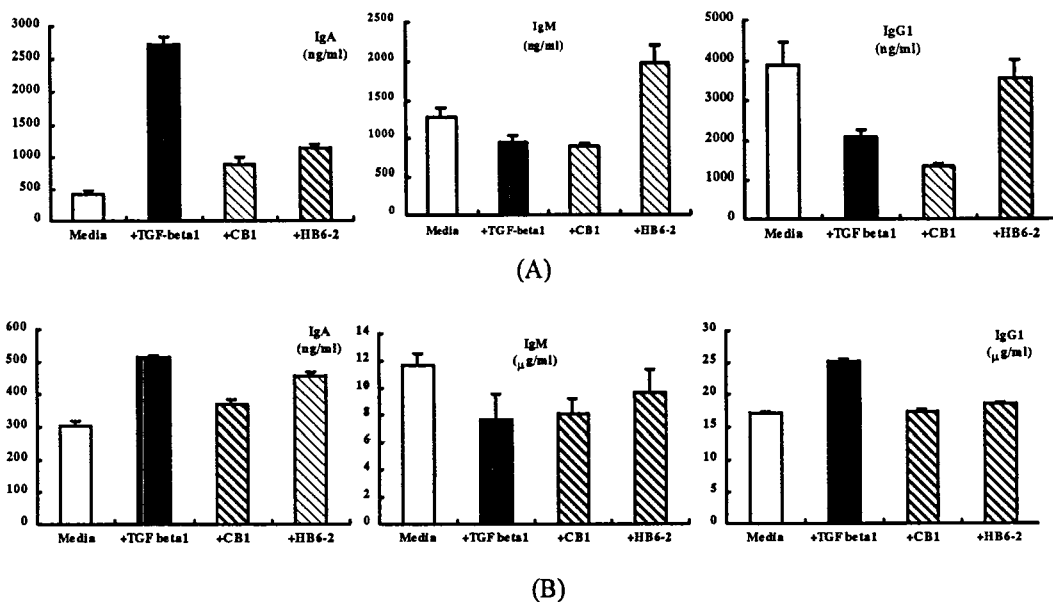 3000
2500
2000
1500
1000
500
0
IgA
(ng/ml)
Media +TGF-beta1 +CB1 +HB6-2
2500
2000
1500
1000
500
0
IgM
(ng/ml)
Media +TGF-beta1 +CB1 +HB6-2
5000
4000
3000
2000
1000
0
IgG1
(ng/ml)
Media +TGF beta1 +CB1 +HB6-2
(A)
600
500
400
300
200
100
0
IgA
(ng/ml)
Media +TGF beta1 +CB1 +HB6-2
14
12
10
8
6
4
2
0
IgM
(μg/ml)
Media +TGF beta1 +CB1 +HB6-2
30
25
20
15
10
5
0
IgG1
(μg/ml)
Media +TGF beta1 +CB1 +HB6-2
(B)